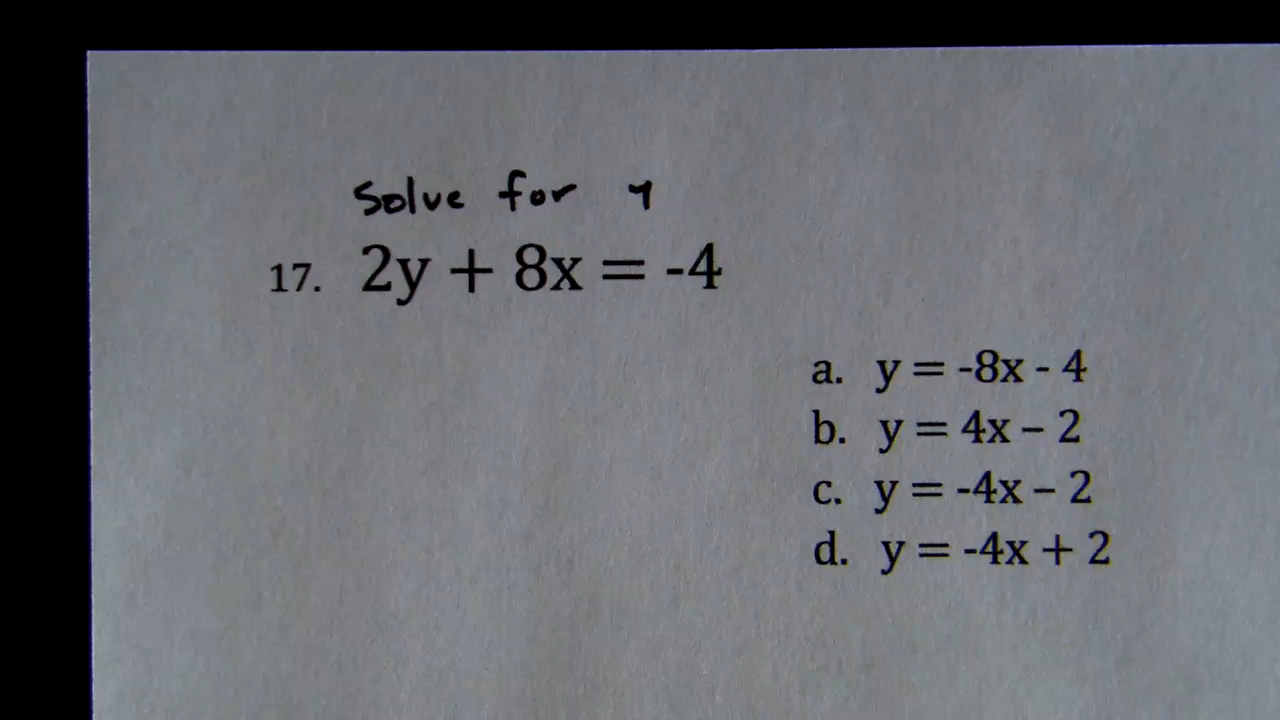 Solve for y
17. 2y + 8x = -4
a. y = -8x - 4
b. y = 4x – 2
c. y = -4x – 2
d. y = -4x + 2